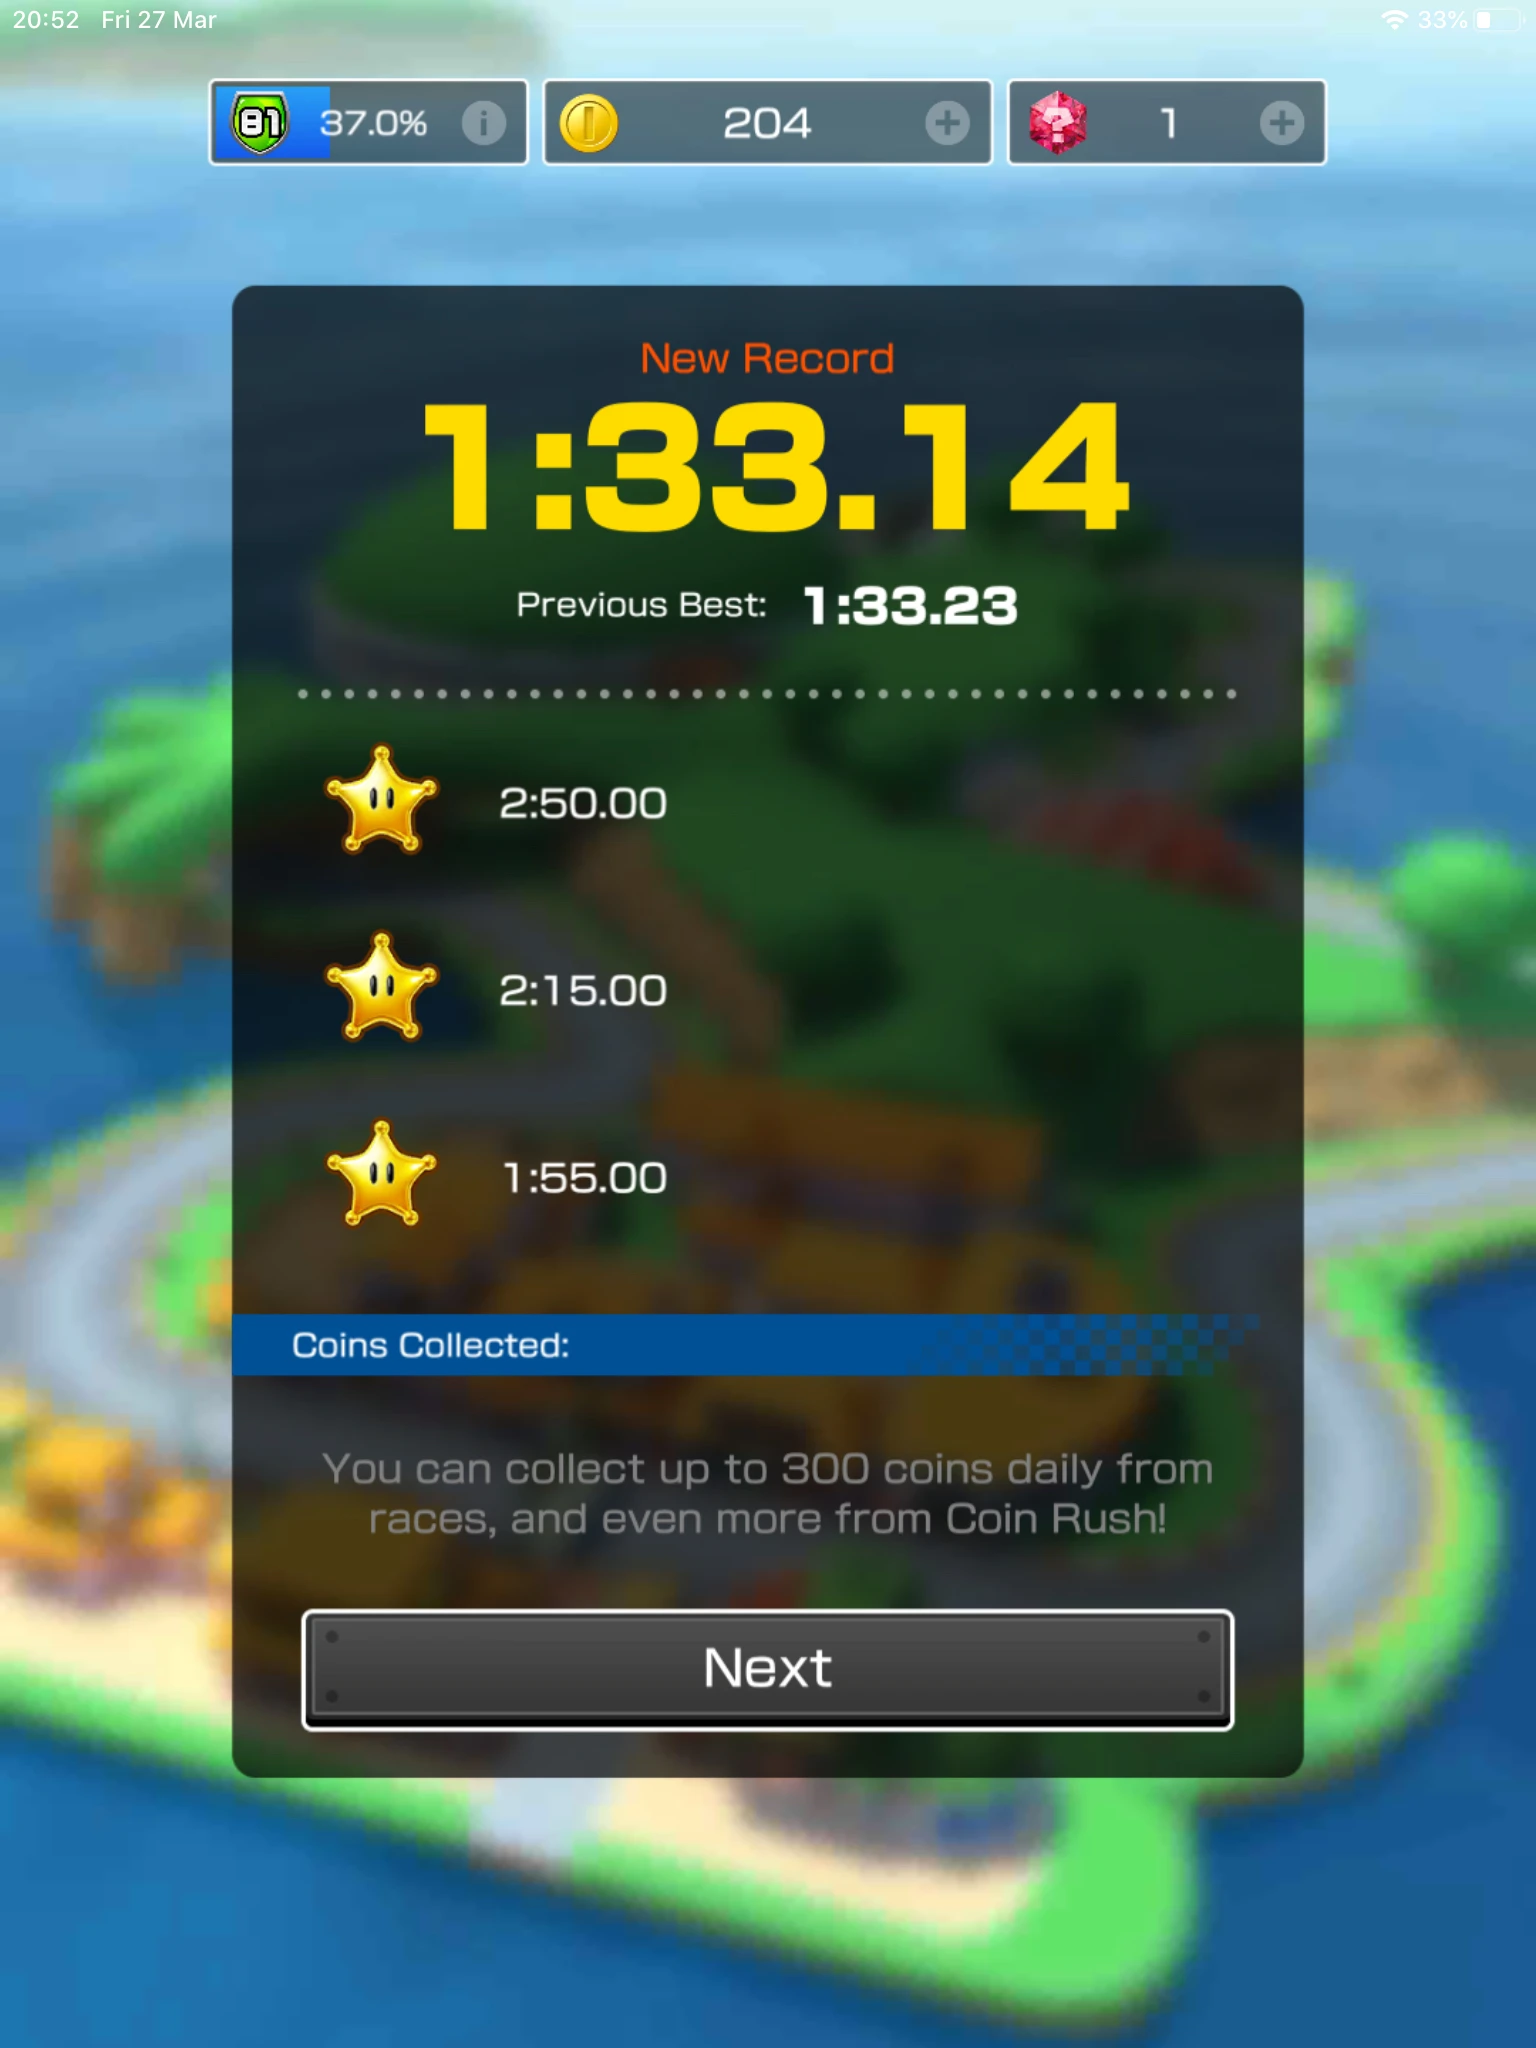 20:52 Fri 27 Mar 33%
81 37.0% i 204 + ? 1 +
New Record
1:33.14
Previous Best: 1:33.23
2:50.00
2:15.00
1:55.00
Coins Collected:
You can collect up to 300 coins daily from
races, and even more from Coin Rush!
Next